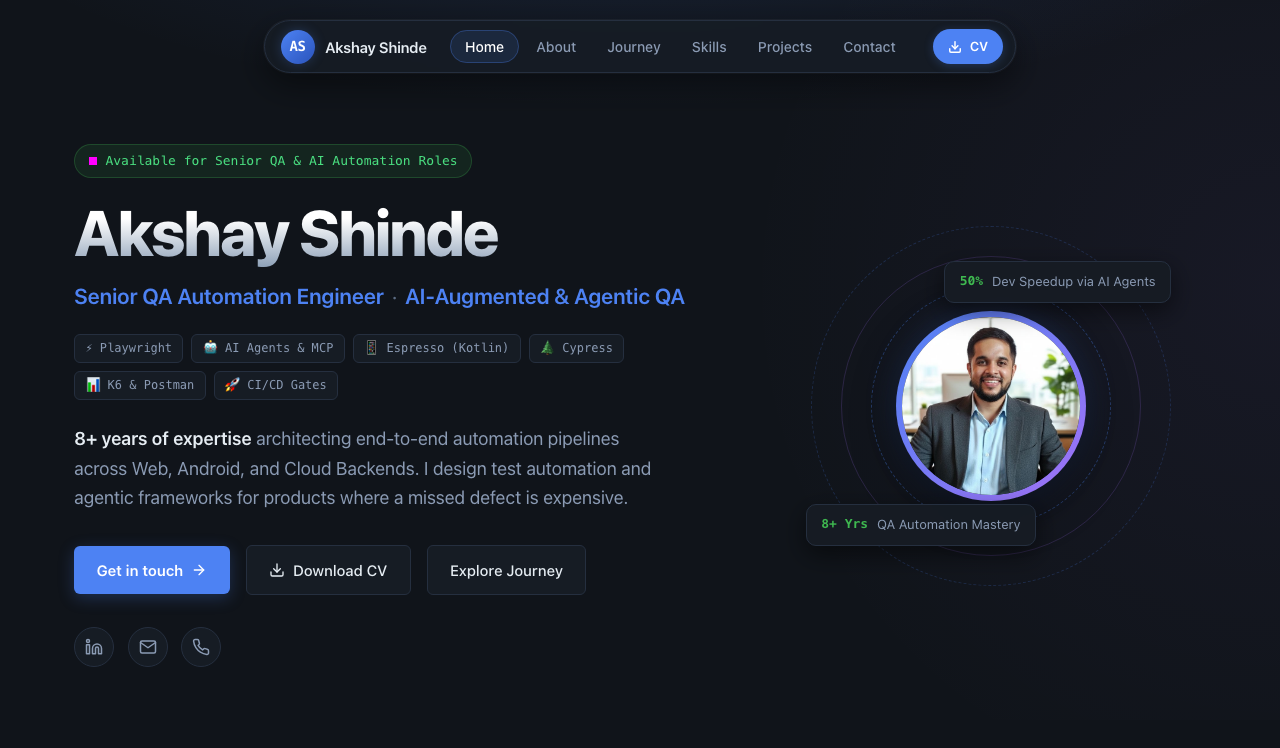 AS Akshay Shinde Home About Journey Skills Projects Contact CV
Available for Senior QA & AI Automation Roles
Akshay Shinde
Senior QA Automation Engineer · AI-Augmented & Agentic QA
⚡ Playwright 🤖 AI Agents & MCP Espresso (Kotlin) 🌲 Cypress
📊 K6 & Postman 🚀 CI/CD Gates
8+ years of expertise architecting end-to-end automation pipelines
across Web, Android, and Cloud Backends. I design test automation and
agentic frameworks for products where a missed defect is expensive.
Get in touch → Download CV Explore Journey
50% Dev Speedup via AI Agents
8+ Yrs QA Automation Mastery